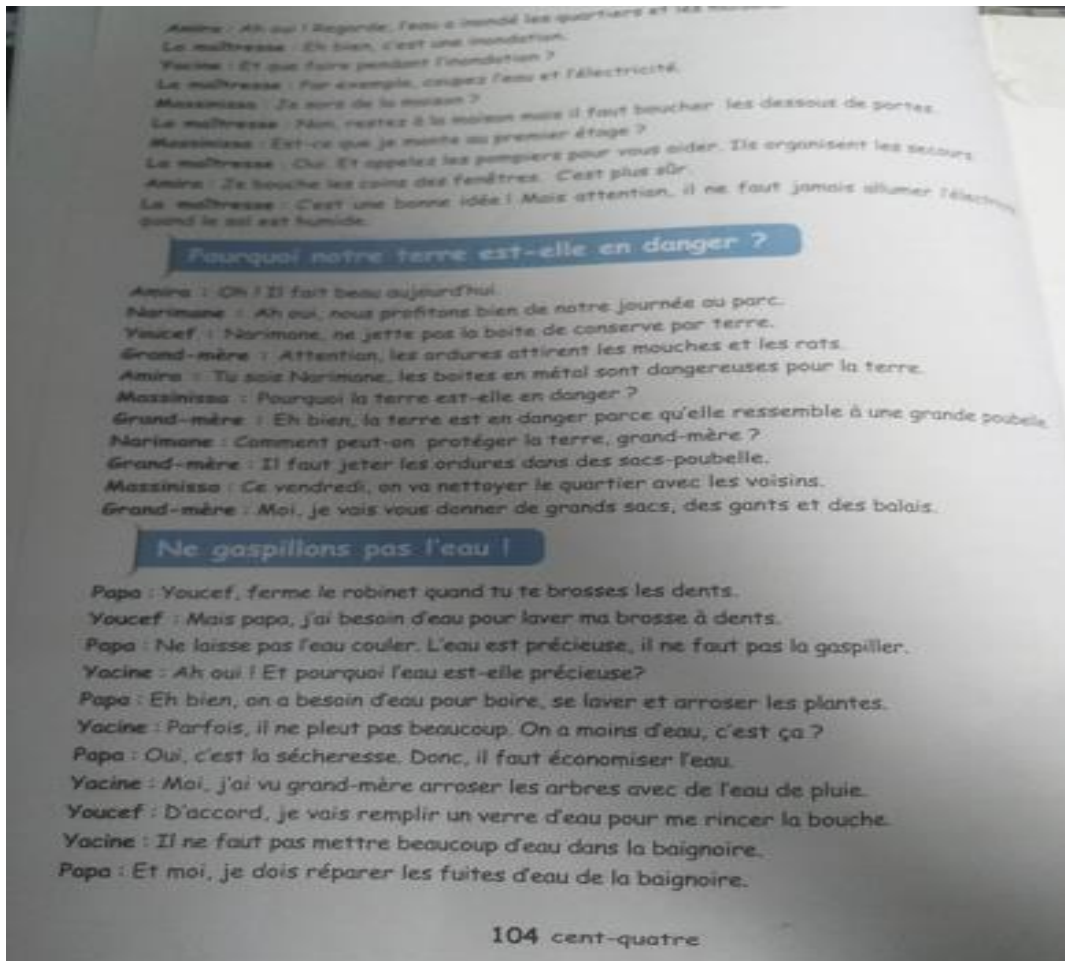 Amira : Ah oui ! Regarde, l'eau a inondé les quartiers et les
La maîtresse : Eh bien, c'est une inondation.
Yacine : Et que faire pendant l'inondation ?
La maîtresse : Par exemple, coupez l'eau et l'électricité.
Massinissa : Je sors de la maison ?
La maîtresse : Non, restez à la maison mais il faut boucher les dessous de portes.
Massinissa : Est-ce que je monte au premier étage ?
La maîtresse : Oui. Et appelez les pompiers pour vous aider. Ils organisent les secours.
Amira : Je bouche les coins des fenêtres. C'est plus sûr.
La maîtresse : C'est une bonne idée ! Mais attention, il ne faut jamais allumer
quand le sol est humide.
Pourquoi notre terre est-elle en danger ?
Amira : Oh ! Il fait beau aujourd'hui.
Narimane : Ah oui, nous profitons bien de notre journée au parc.
Youcef : Narimane, ne jette pas la boite de conserve par terre.
Grand-mère : Attention, les ordures attirent les mouches et les rats.
Amira : Tu sais Narimane, les boites en métal sont dangereuses pour la terre.
Massinissa : Pourquoi la terre est-elle en danger ?
Grand-mère : Eh bien, la terre est en danger parce qu'elle ressemble à une grande poubelle.
Narimane : Comment peut-on protéger la terre, grand-mère ?
Grand-mère : Il faut jeter les ordures dans des sacs-poubelle.
Massinissa : Ce vendredi, on va nettoyer le quartier avec les voisins.
Grand-mère : Moi, je vais vous donner de grands sacs, des gants et des balais.
Ne gaspillons pas l'eau !
Papa : Youcef, ferme le robinet quand tu te brosses les dents.
Youcef : Mais papa, j'ai besoin d'eau pour laver ma brosse à dents.
Papa : Ne laisse pas l'eau couler. L'eau est précieuse, il ne faut pas la gaspiller.
Yacine : Ah oui ! Et pourquoi l'eau est-elle précieuse?
Papa : Eh bien, on a besoin d'eau pour boire, se laver et arroser les plantes.
Yacine : Parfois, il ne pleut pas beaucoup. On a moins d'eau, c'est ça ?
Papa : Oui, c'est la sécheresse. Donc, il faut économiser l'eau.
Yacine : Moi, j'ai vu grand-mère arroser les arbres avec de l'eau de pluie.
Youcef : D'accord, je vais remplir un verre d'eau pour me rincer la bouche.
Yacine : Il ne faut pas mettre beaucoup d'eau dans la baignoire.
Papa : Et moi, je dois réparer les fuites d'eau de la baignoire.
104 cent-quatre